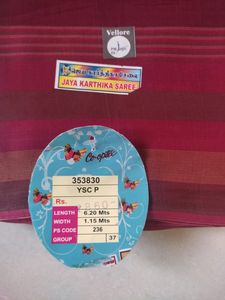 Vellore
ஜெய கார்த்திகா சேலை
JAYA KARTHIKA SAREE
Co-optex
353830
YSC P
Rs.
LENGTH 6.20 Mts
WIDTH 1.15 Mts
PS CODE 236
GROUP 37